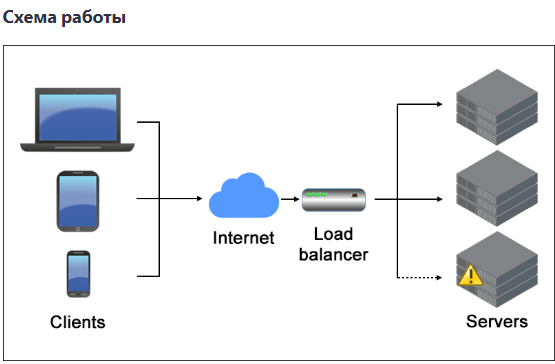 Схема работы
Internet
Load
balancer
Clients
Servers